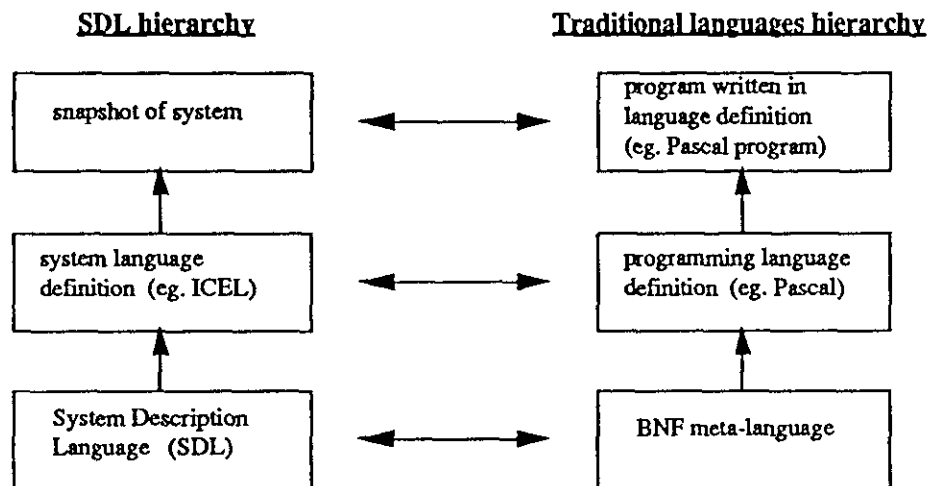 SDL hierarchy
Traditional languages hierarchy
snapshot of system
program written in
language definition
(eg. Pascal program)
system language
definition (eg. ICEL)
programming language
definition (eg. Pascal)
System Description
Language (SDL)
BNF meta-language